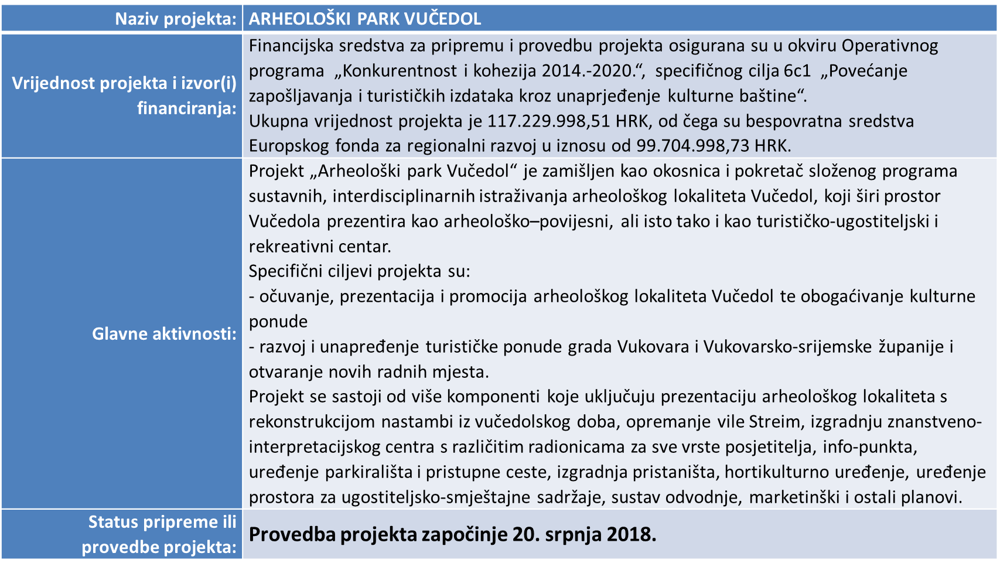 Naziv projekta: ARHEOLOŠKI PARK VUČEDOL
Vrijednost projekta i izvor(i)
financiranja:
Financijska sredstva za pripremu i provedbu projekta osigurana su u okviru Operativnog
programa „Konkurentnost i kohezija 2014.-2020.“, specifičnog cilja 6c1 „Povećanje
zapošljavanja i turističkih izdataka kroz unaprjeđenje kulturne baštine“.
Ukupna vrijednost projekta je 117.229.998,51 HRK, od čega su bespovratna sredstva
Europskog fonda za regionalni razvoj u iznosu od 99.704.998,73 HRK.
Glavne aktivnosti:
Projekt „Arheološki park Vučedol“ je zamišljen kao okosnica i pokretač složenog programa
sustavnih, interdisciplinarnih istraživanja arheološkog lokaliteta Vučedol, koji širi prostor
Vučedola prezentira kao arheološko–povijesni, ali isto tako i kao turističko-ugostiteljski i
rekreativni centar.
Specifični ciljevi projekta su:
- očuvanje, prezentacija i promocija arheološkog lokaliteta Vučedol te obogaćivanje kulturne
ponude
- razvoj i unapređenje turističke ponude grada Vukovara i Vukovarsko-srijemske županije i
otvaranje novih radnih mjesta.
Projekt se sastoji od više komponenti koje uključuju prezentaciju arheološkog lokaliteta s
rekonstrukcijom nastambi iz vučedolskog doba, opremanje vile Streim, izgradnju znanstveno-
interpretacijskog centra s različitim radionicama za sve vrste posjetitelja, info-punkta,
uređenje parkirališta i pristupne ceste, izgradnja pristaništa, hortikulturno uređenje, uređenje
prostora za ugostiteljsko-smještajne sadržaje, sustav odvodnje, marketinški i ostali planovi.
Status pripreme ili
provedbe projekta:
Provedba projekta započinje 20. srpnja 2018.